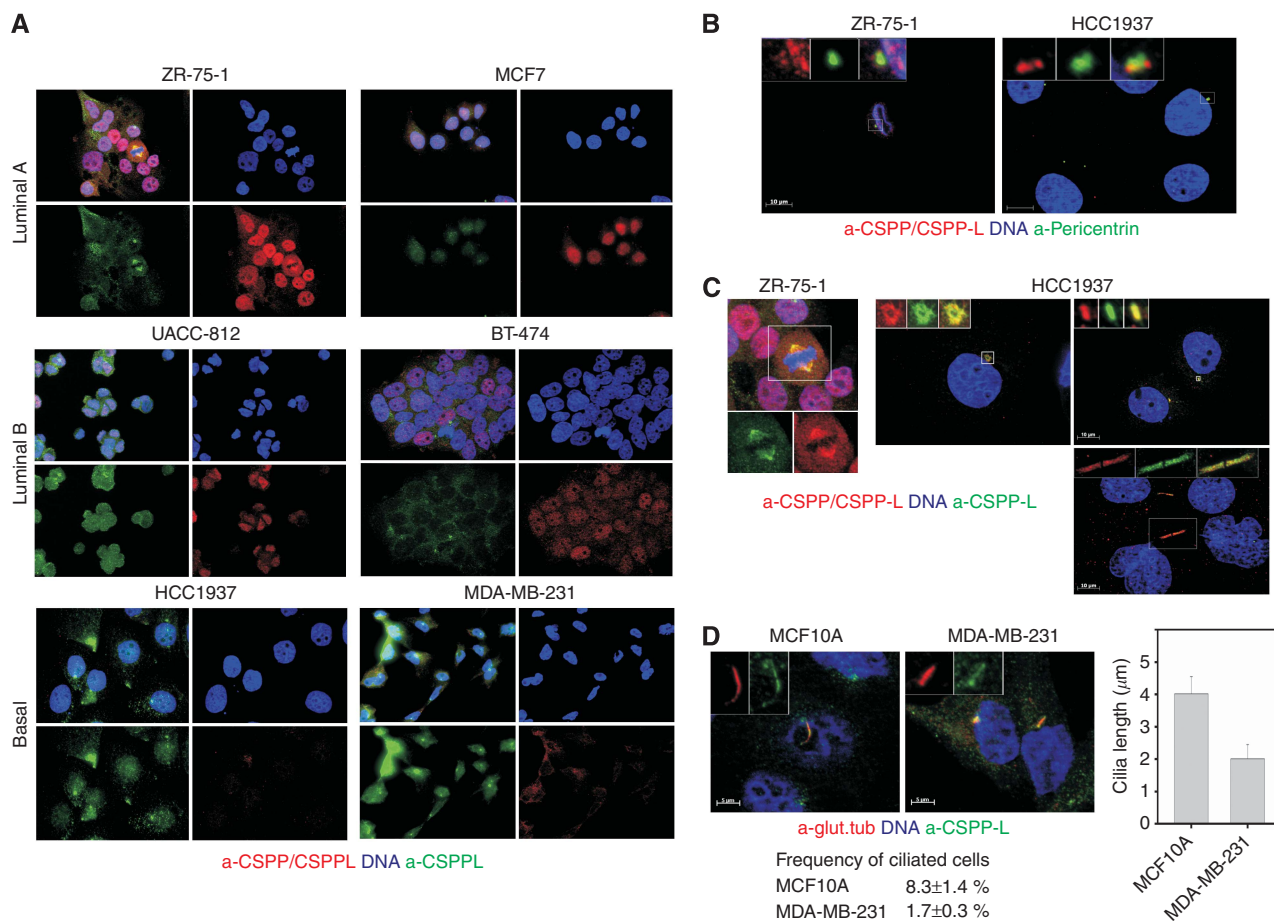 A
ZR-75-1
MCF7
Luminal A
UACC-812
BT-474
Luminal B
HCC1937
MDA-MB-231
Basal
a-CSPP/CSPPL DNA a-CSPPL
B
ZR-75-1
HCC1937
10 µm
a-CSPP/CSPP-L DNA a-Pericentrin
C
ZR-75-1
HCC1937
10 µm
10 µm
a-CSPP/CSPP-L DNA a-CSPP-L
D
MCF10A
MDA-MB-231
5 µm
5 µm
a-glut.tub DNA a-CSPP-L
Frequency of ciliated cells
MCF10A 8.3±1.4 %
MDA-MB-231 1.7±0.3 %
Cilia length (µm)
5
4
3
2
1
0
MCF10A
MDA-MB-231